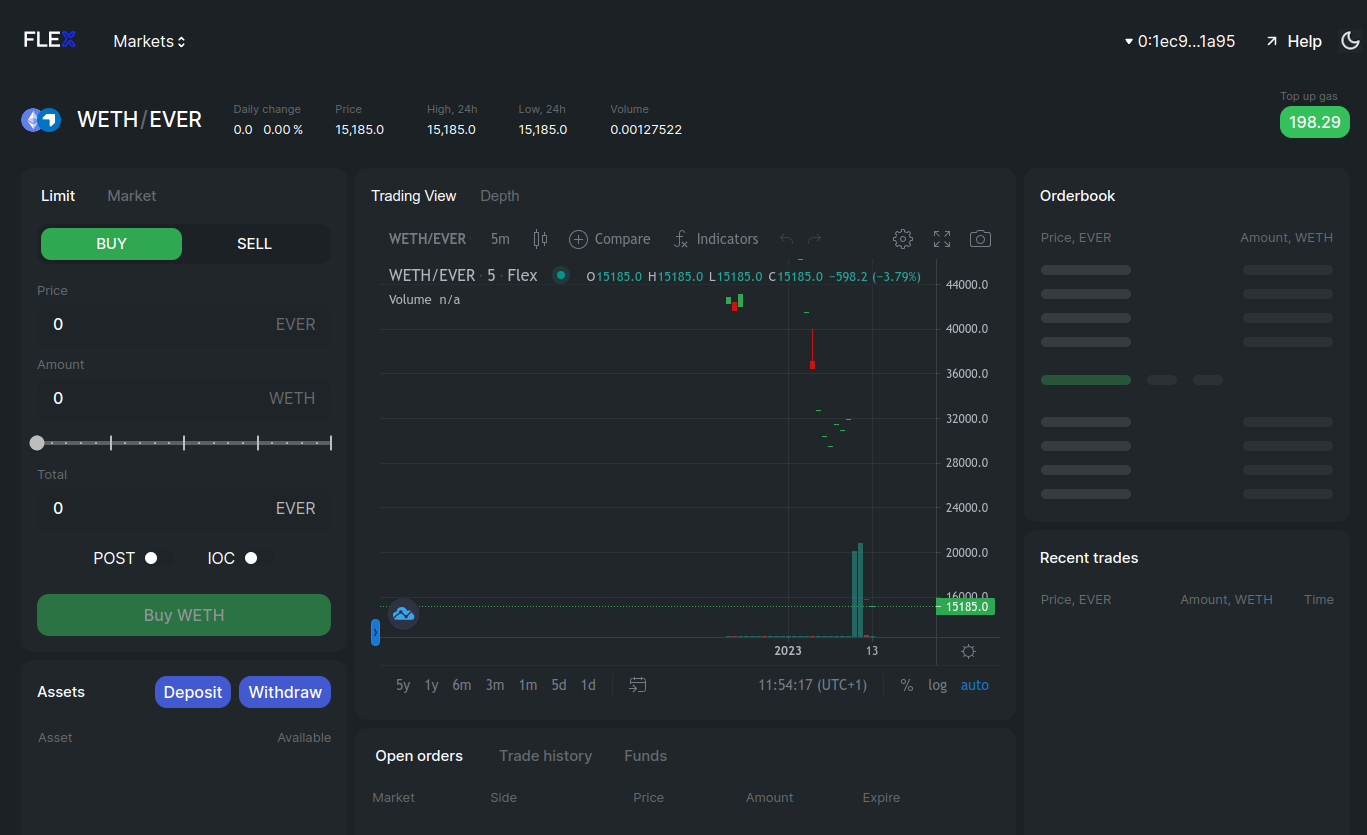 FLEX Markets 0:1ec9...1a95 Help
WETH/EVER
Daily change Price High, 24h Low, 24h Volume
0.0 0.00 % 15,185.0 15,185.0 15,185.0 0.00127522
Top up gas
198.29
Limit Market
BUY SELL
Price
0 EVER
Amount
0 WETH
Total
0 EVER
POST IOC
Buy WETH
Assets Deposit Withdraw
Asset Available
Trading View Depth
WETH/EVER 5m Compare Indicators
WETH/EVER · 5 · Flex O15185.0 H15185.0 L15185.0 C15185.0 −598.2 (−3.79%)
Volume n/a
44000.0
40000.0
36000.0
32000.0
28000.0
24000.0
20000.0
16000.0
15185.0
2023 13
5y 1y 6m 3m 1m 5d 1d 11:54:17 (UTC+1) % log auto
Open orders Trade history Funds
Market Side Price Amount Expire
Orderbook
Price, EVER Amount, WETH
Recent trades
Price, EVER Amount, WETH Time